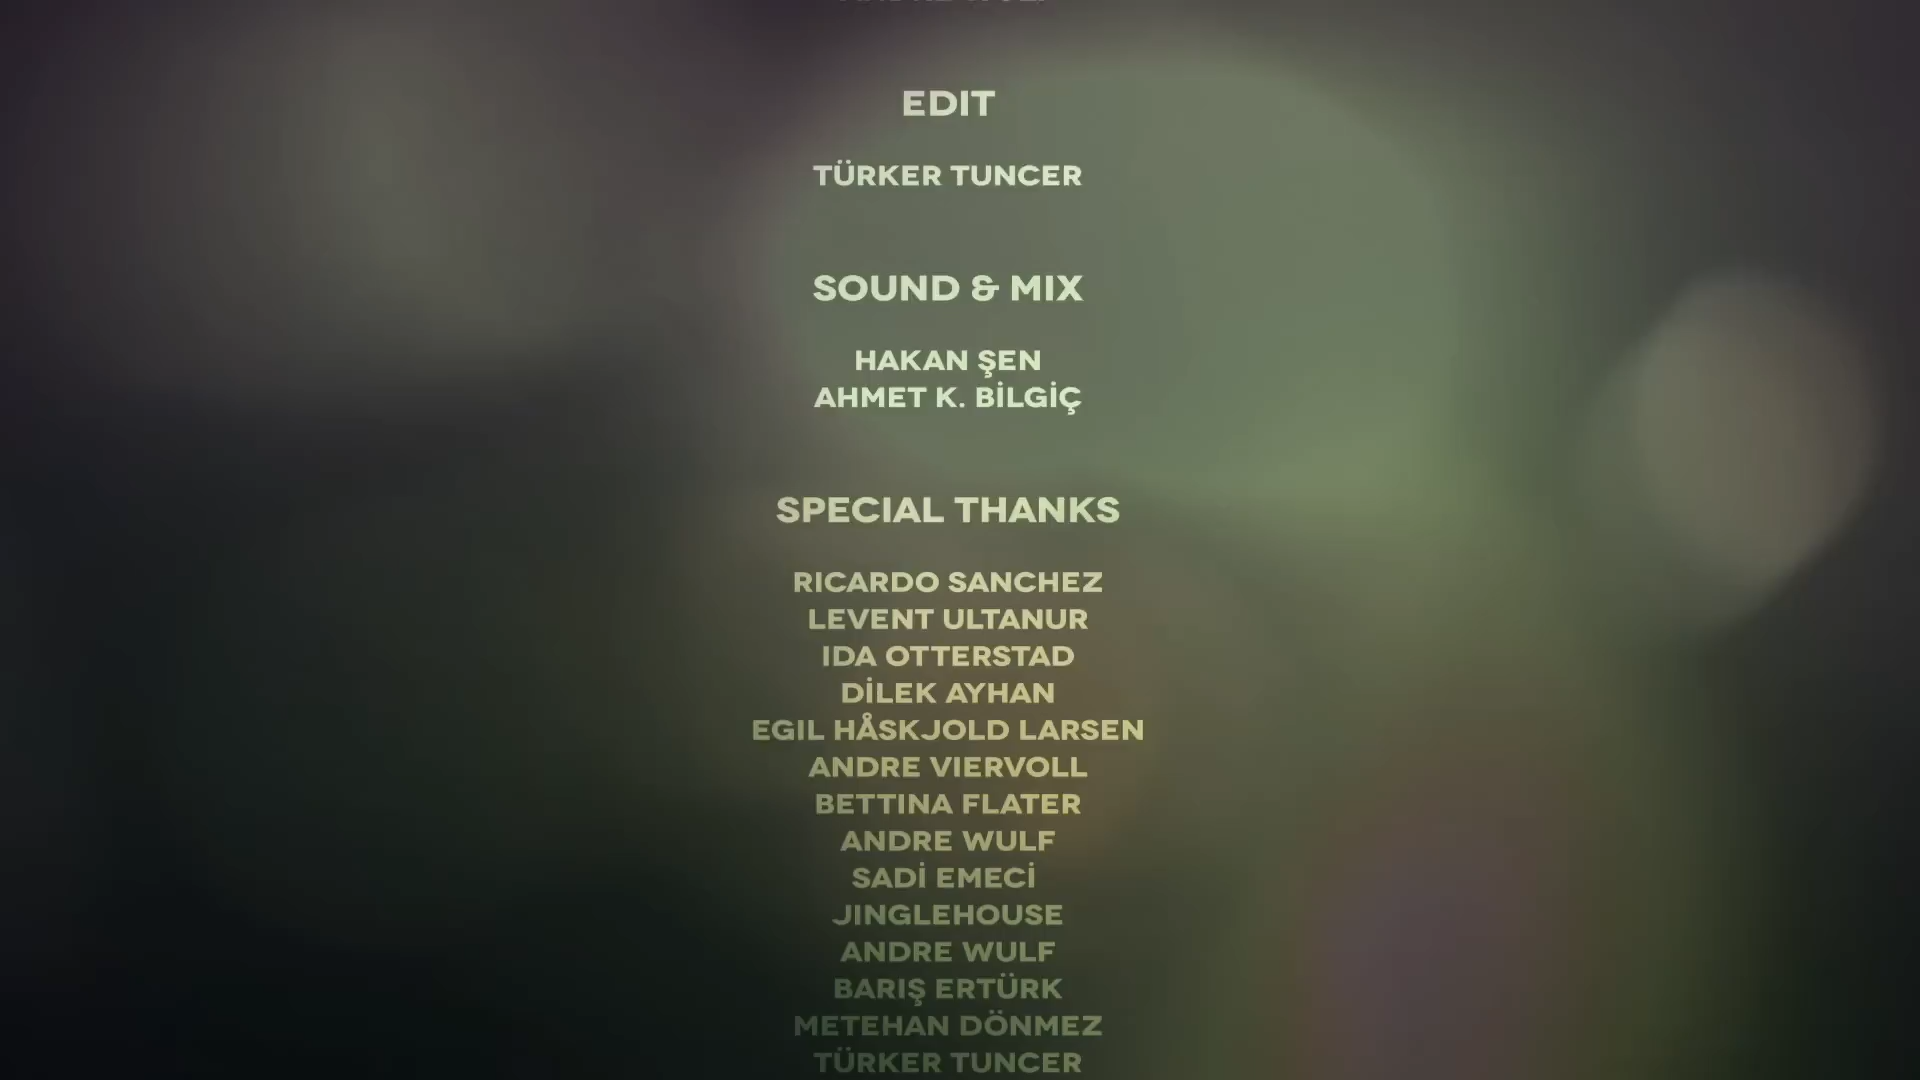 EDIT
TÜRKER TUNCER
SOUND & MIX
HAKAN ŞEN
AHMET K. BİLGİÇ
SPECIAL THANKS
RICARDO SANCHEZ
LEVENT ULTANUR
IDA OTTERSTAD
DİLEK AYHAN
EGIL HÅSKJOLD LARSEN
ANDRE VIERVOLL
BETTINA FLATER
ANDRE WULF
SADİ EMECİ
JINGLEHOUSE
ANDRE WULF
BARIŞ ERTÜRK
METEHAN DÖNMEZ
TÜRKER TUNCER